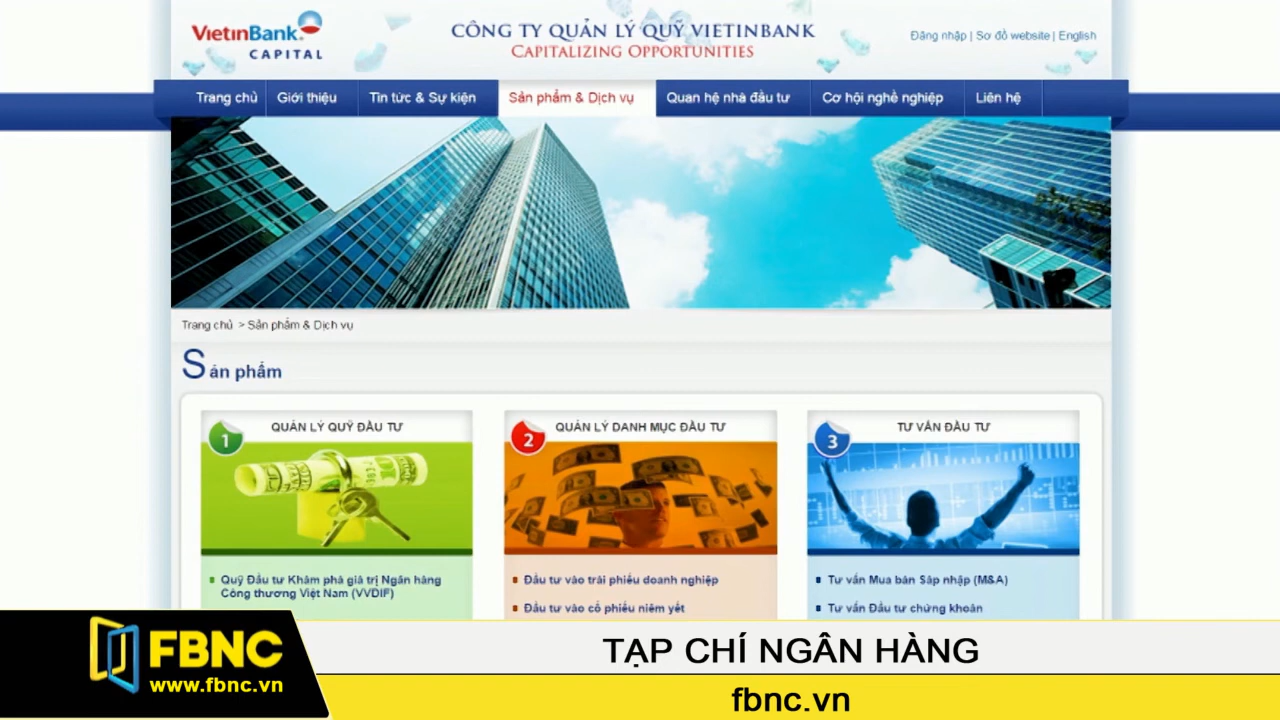 VietinBank
CAPITAL
CÔNG TY QUẢN LÝ QUỸ VIETINBANK
CAPITALIZING OPPORTUNITIES
Đăng nhập | Sơ đồ website | English
Trang chủ Giới thiệu Tin tức & Sự kiện Sản phẩm & Dịch vụ Quan hệ nhà đầu tư Cơ hội nghề nghiệp Liên hệ
Trang chủ > Sản phẩm & Dịch vụ
Sản phẩm
1 QUẢN LÝ QUỸ ĐẦU TƯ
2 QUẢN LÝ DANH MỤC ĐẦU TƯ
3 TƯ VẤN ĐẦU TƯ
Quỹ Đầu tư Khám phá giá trị Ngân hàng
Công thương Việt Nam (VVDIF)
Đầu tư vào trái phiếu doanh nghiệp
Đầu tư vào cổ phiếu niêm yết
Tư vấn Mua bán Sáp nhập (M&A)
Tư vấn Đầu tư chứng khoán
FBNC
www.fbnc.vn
TẠP CHÍ NGÂN HÀNG
fbnc.vn